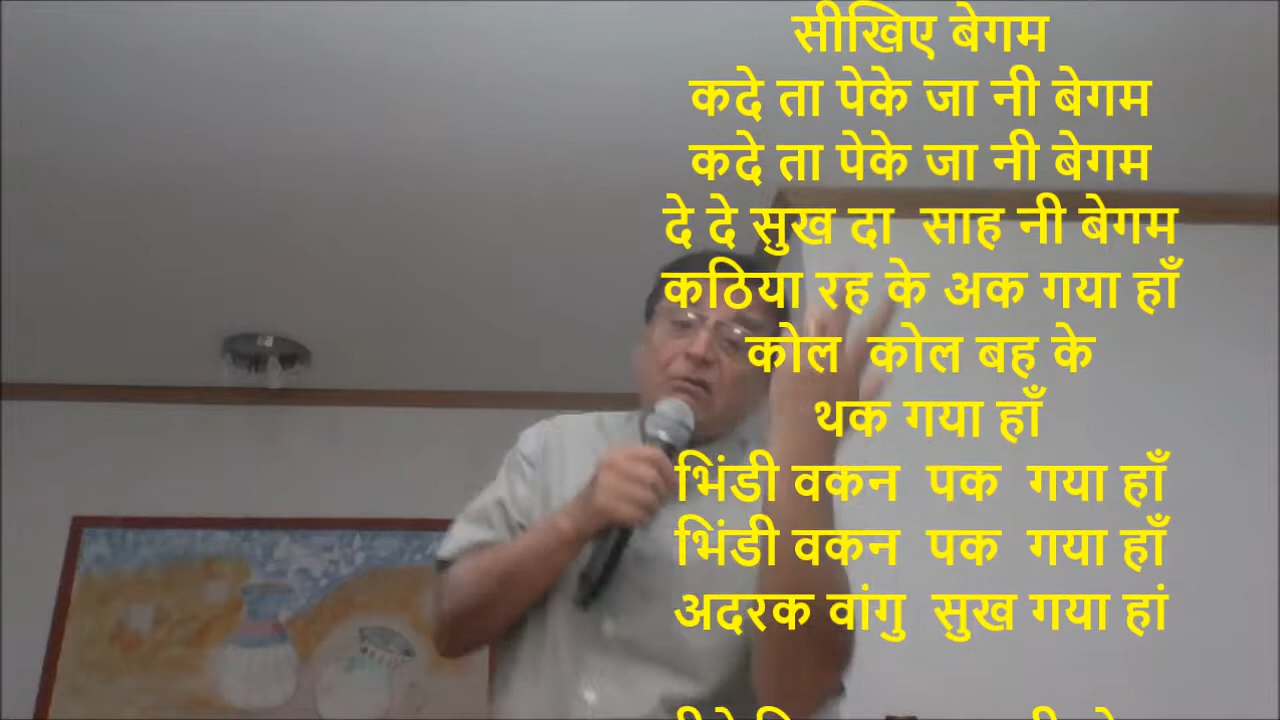 सीखिए बेगम
कदे ता पेके जा नी बेगम
कदे ता पेके जा नी बेगम
दे दे सुख दा साह नी बेगम
कठिया रह के अक गया हाँ
कोल कोल बह के
थक गया हाँ
भिंडी वकन पक गया हाँ
भिंडी वकन पक गया हाँ
अदरक वांगु सुख गया हां